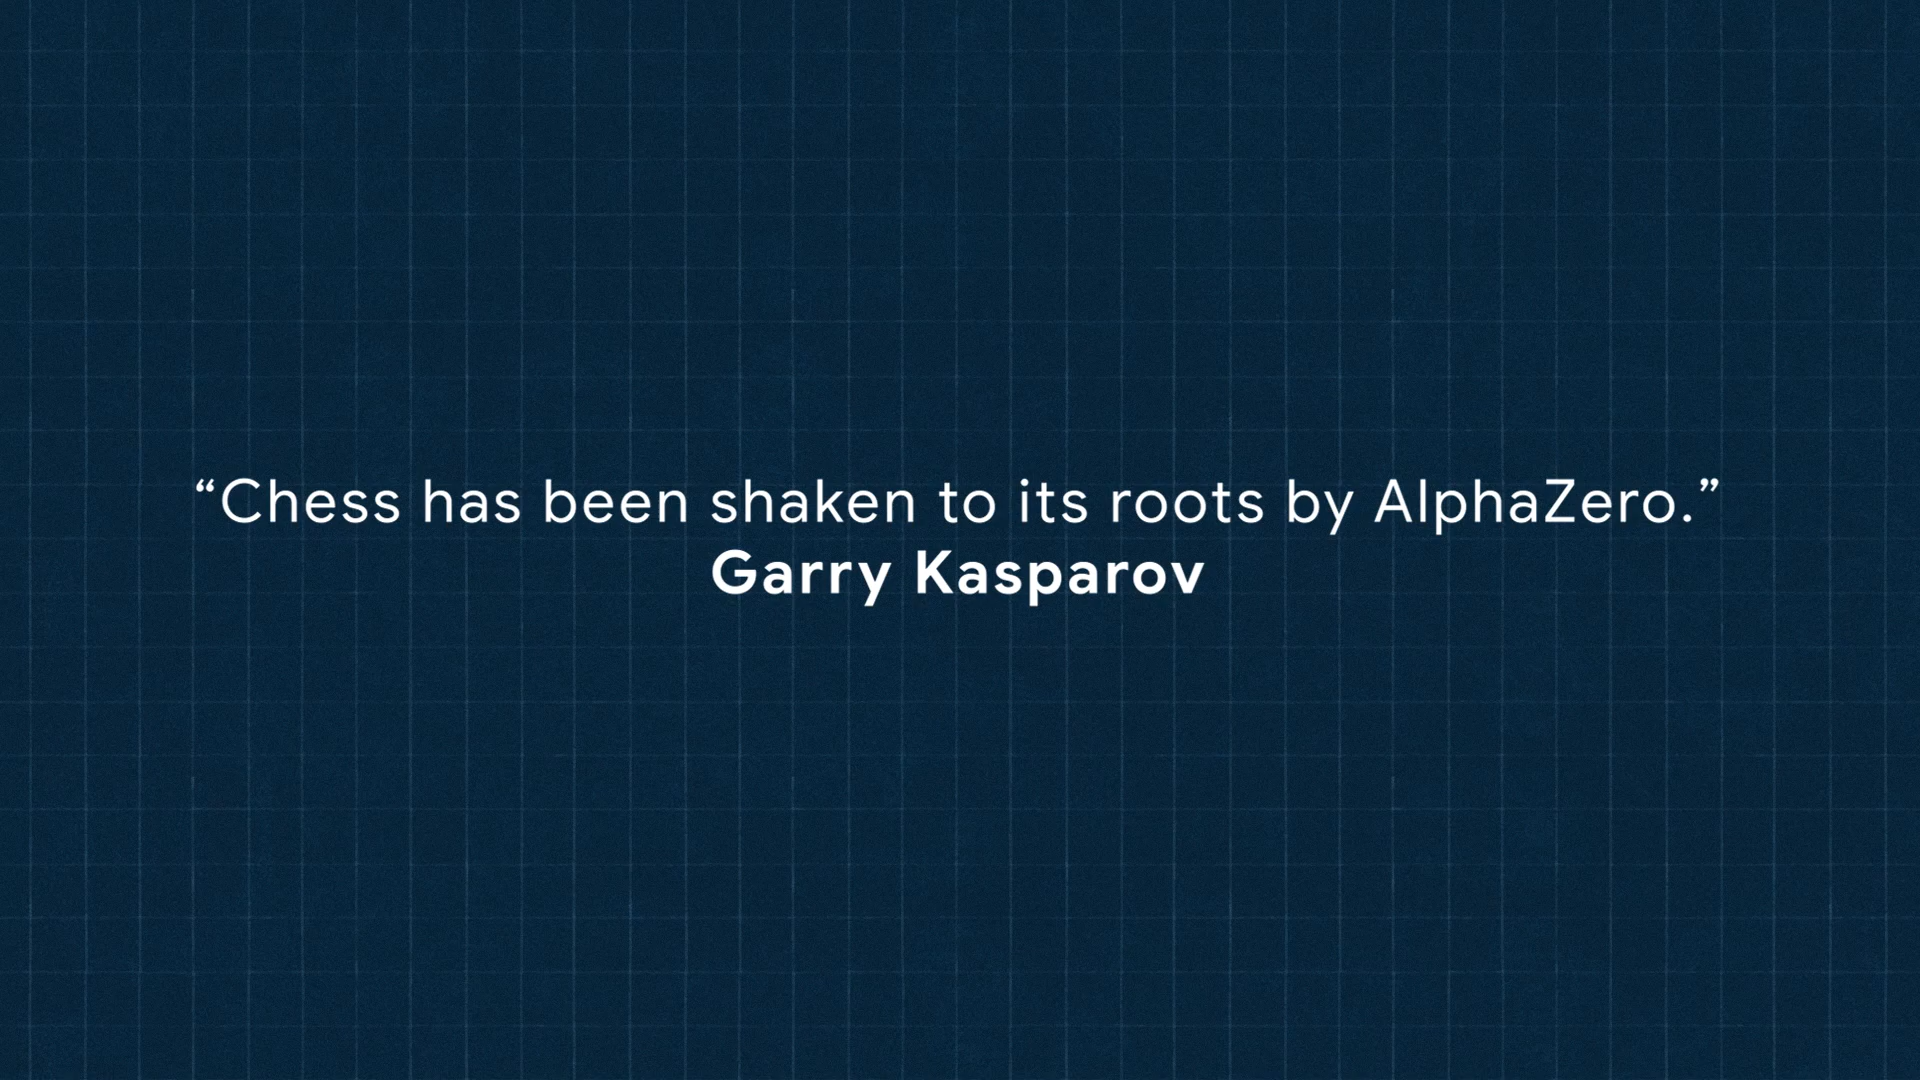 “Chess has been shaken to its roots by AlphaZero.”
Garry Kasparov